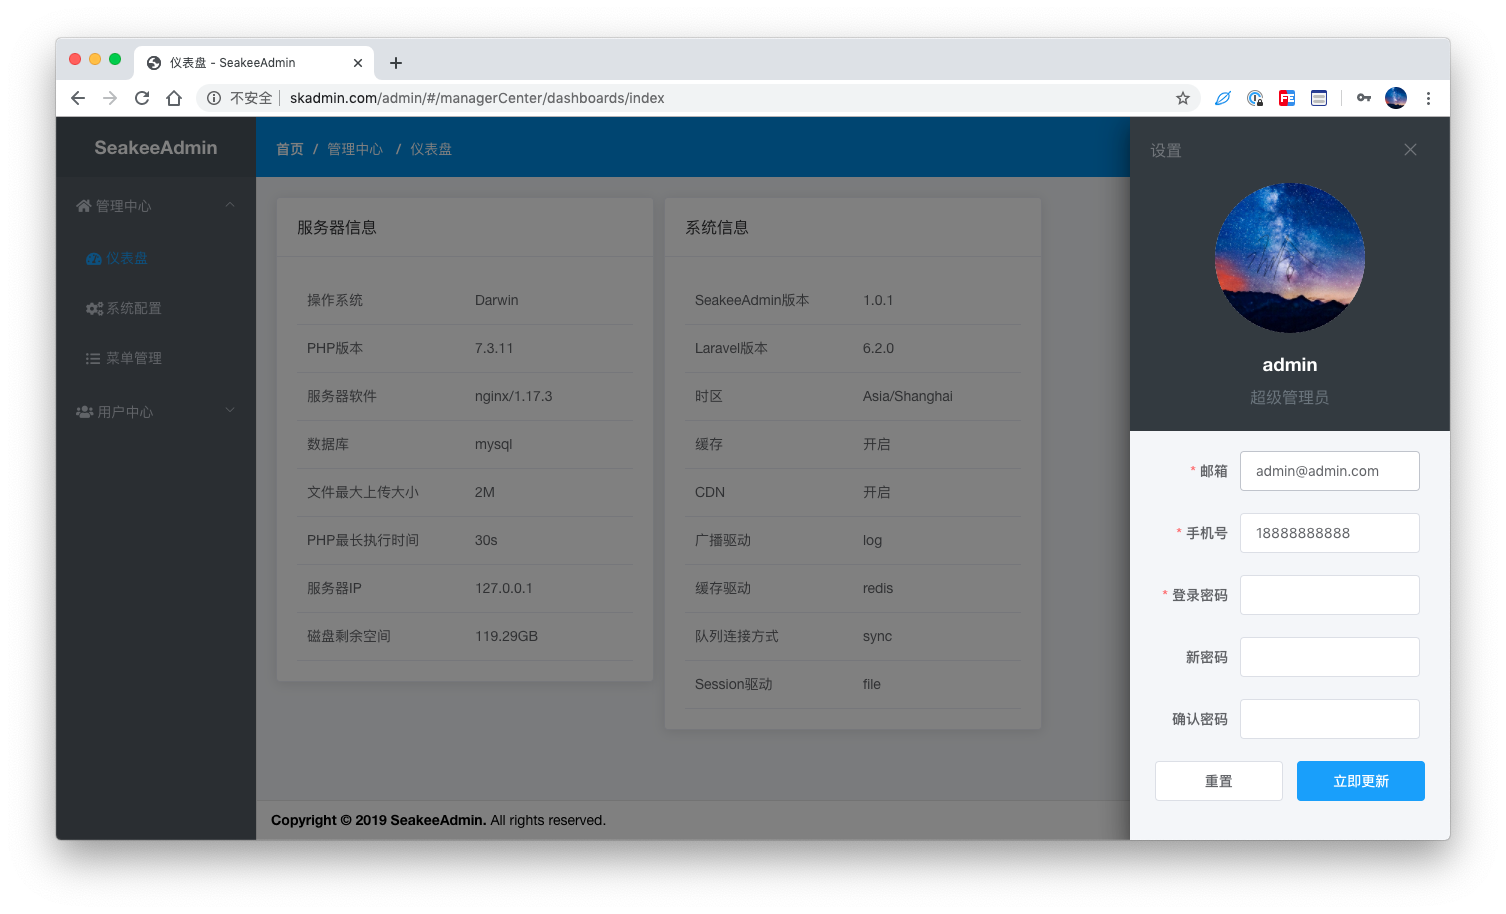 仪表盘 - SeakeeAdmin
不安全 skadmin.com/admin/#/managerCenter/dashboards/index
FE
SeakeeAdmin
管理中心
仪表盘
系统配置
菜单管理
用户中心
首页 / 管理中心 / 仪表盘
服务器信息
操作系统 Darwin
PHP版本 7.3.11
服务器软件 nginx/1.17.3
数据库 mysql
文件最大上传大小 2M
PHP最长执行时间 30s
服务器IP 127.0.0.1
磁盘剩余空间 119.29GB
系统信息
SeakeeAdmin版本 1.0.1
Laravel版本 6.2.0
时区 Asia/Shanghai
缓存 开启
CDN 开启
广播驱动 log
缓存驱动 redis
队列连接方式 sync
Session驱动 file
Copyright © 2019 SeakeeAdmin. All rights reserved.
设置
admin
超级管理员
* 邮箱 admin@admin.com
* 手机号 18888888888
* 登录密码
新密码
确认密码
重置 立即更新